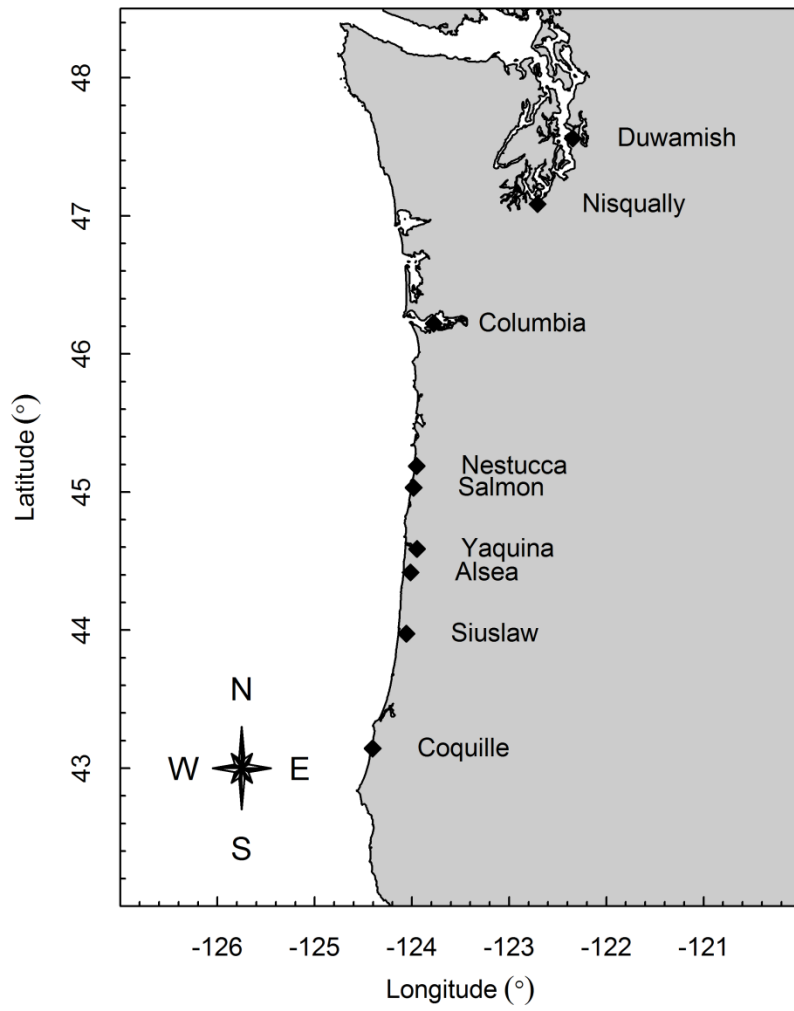 48
Duwamish
47
Nisqually
Columbia
46
Nestucca
45
Salmon
Yaquina
Alsea
44
Siuslaw
N
Coquille
43
W E
S
Latitude (°)
-126 -125 -124 -123 -122 -121
Longitude (°)